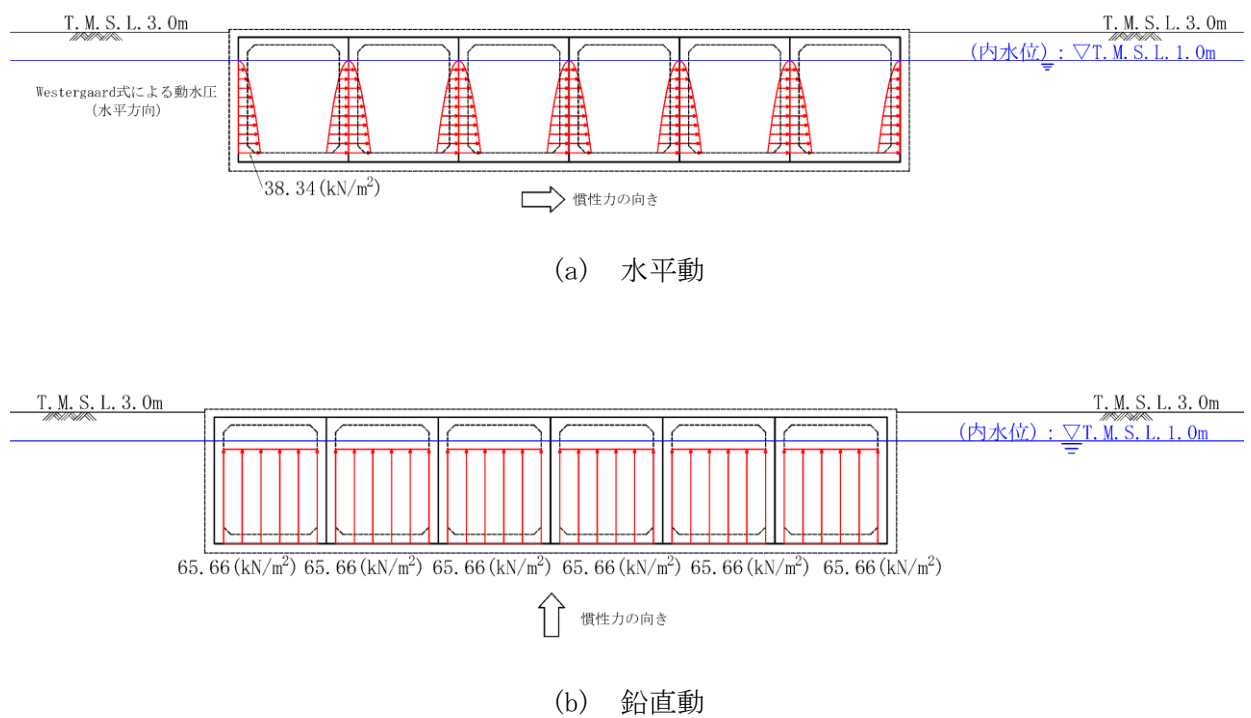 T.M.S.L.3.0m
T.M.S.L.3.0m
(内水位):▽T.M.S.L.1.0m
Westergaard式による動水圧
(水平方向)
38.34(kN/m²)
慣性力の向き
(a) 水平動
T.M.S.L.3.0m
T.M.S.L.3.0m
(内水位):▽T.M.S.L.1.0m
65.66(kN/m²) 65.66(kN/m²) 65.66(kN/m²) 65.66(kN/m²) 65.66(kN/m²) 65.66(kN/m²)
慣性力の向き
(b) 鉛直動